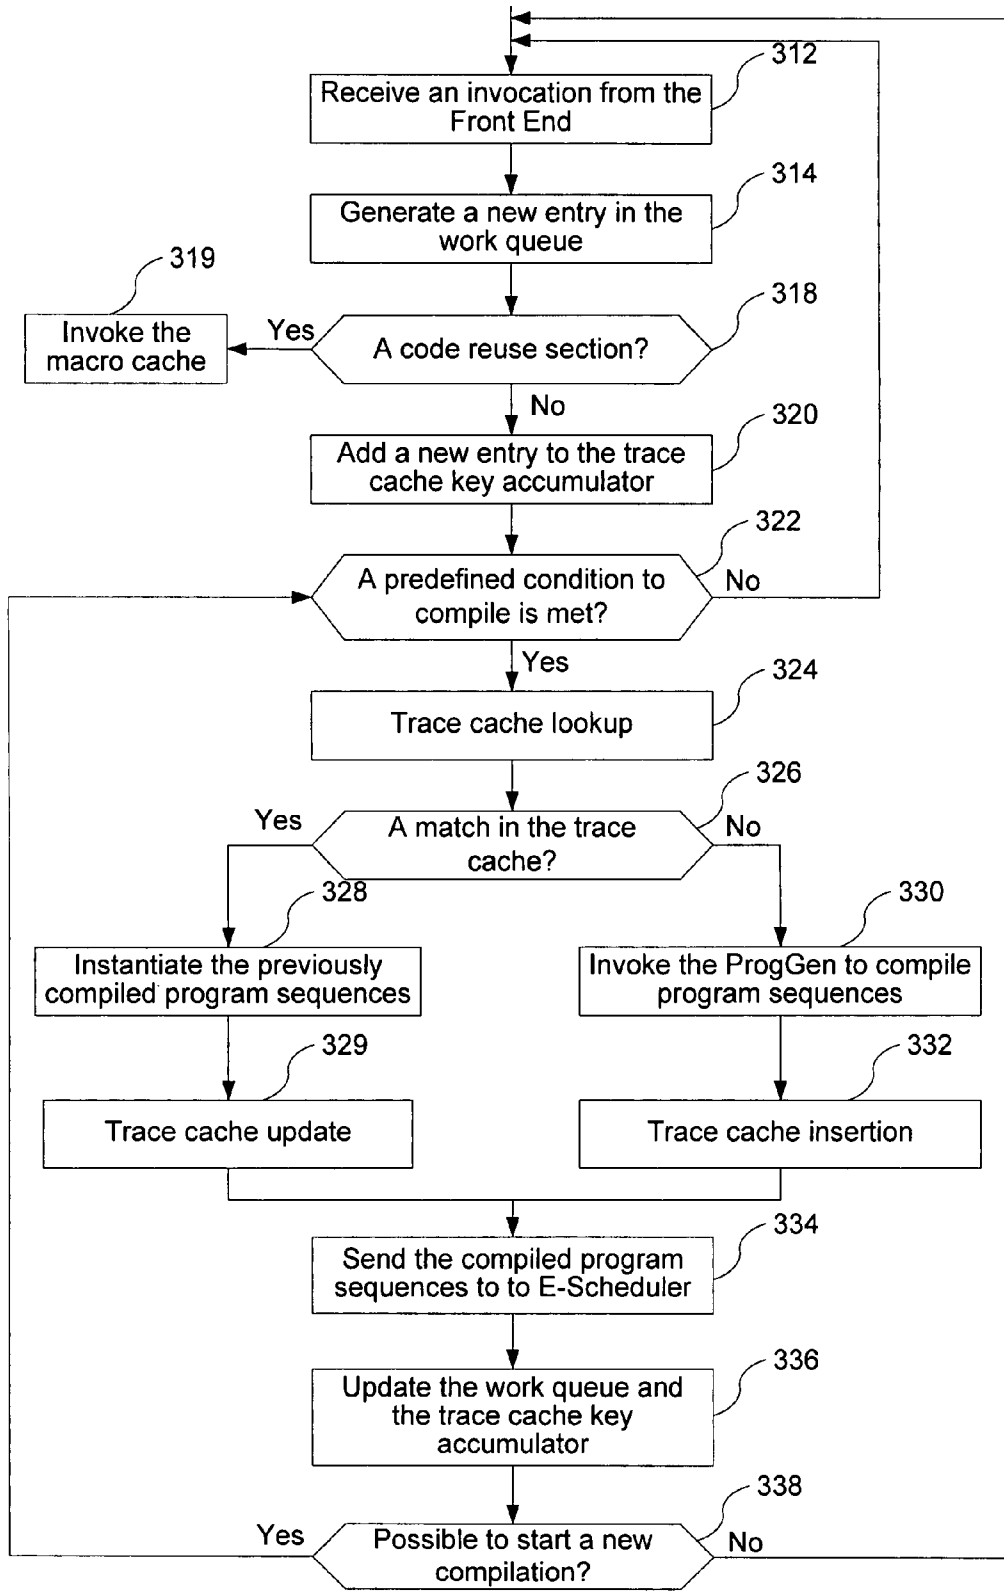 312
Receive an invocation from the
Front End
314
Generate a new entry in the
work queue
319
318
Invoke the
macro cache
Yes
A code reuse section?
No
320
Add a new entry to the trace
cache key accumulator
322
A predefined condition to
compile is met?
No
Yes
324
Trace cache lookup
326
Yes
A match in the trace
cache?
No
328
330
Instantiate the previously
compiled program sequences
Invoke the ProgGen to compile
program sequences
329
332
Trace cache update
Trace cache insertion
334
Send the compiled program
sequences to to E-Scheduler
336
Update the work queue and
the trace cache key
accumulator
338
Yes
Possible to start a new
compilation?
No